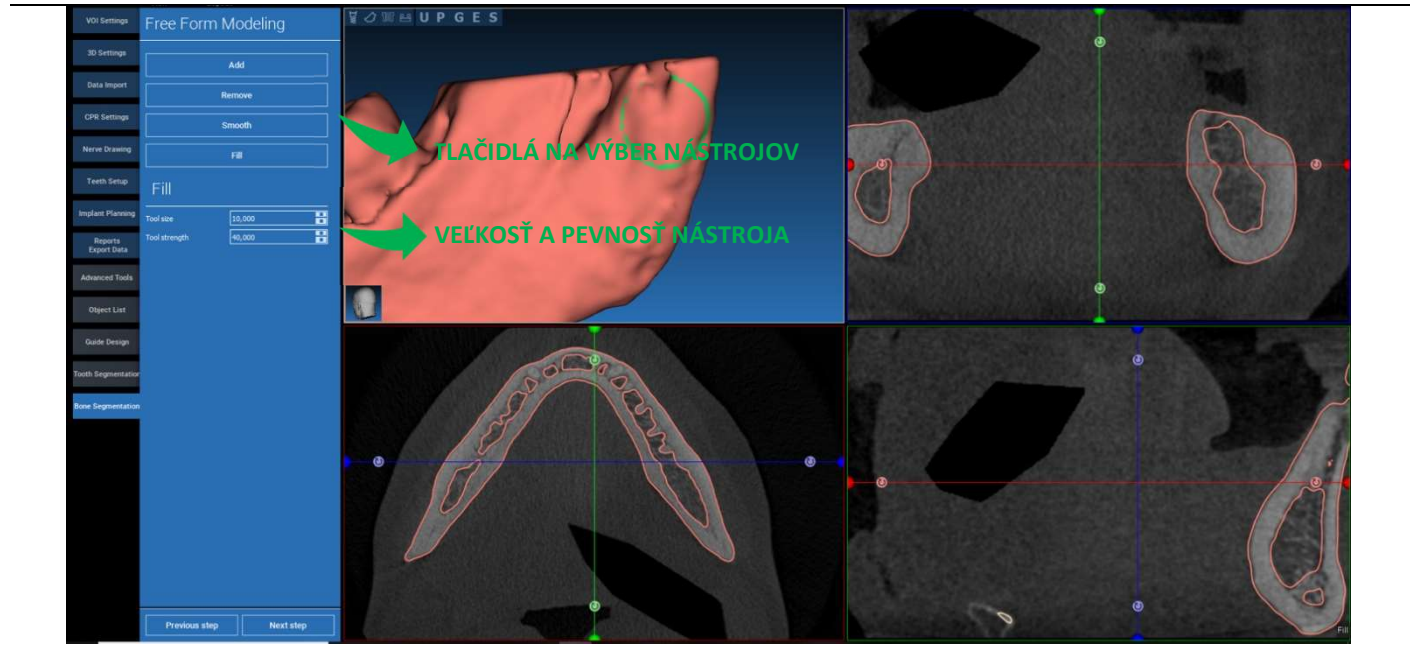 VOI Settings
3D Settings
Data Import
CPR Settings
Nerve Drawing
Teeth Setup
Implant Planning
Reports
Export Data
Advanced Tools
Object List
Guide Design
Tooth Segmentation
Bone Segmentation
Free Form Modeling
Add
Remove
Smooth
Fill
Fill
Tool size 10,000
Tool strength 40,000
Previous step Next step
U P G E S
TLAČIDLÁ NA VÝBER NÁSTROJOV
VEĽKOSŤ A PEVNOSŤ NÁSTROJA
Fill